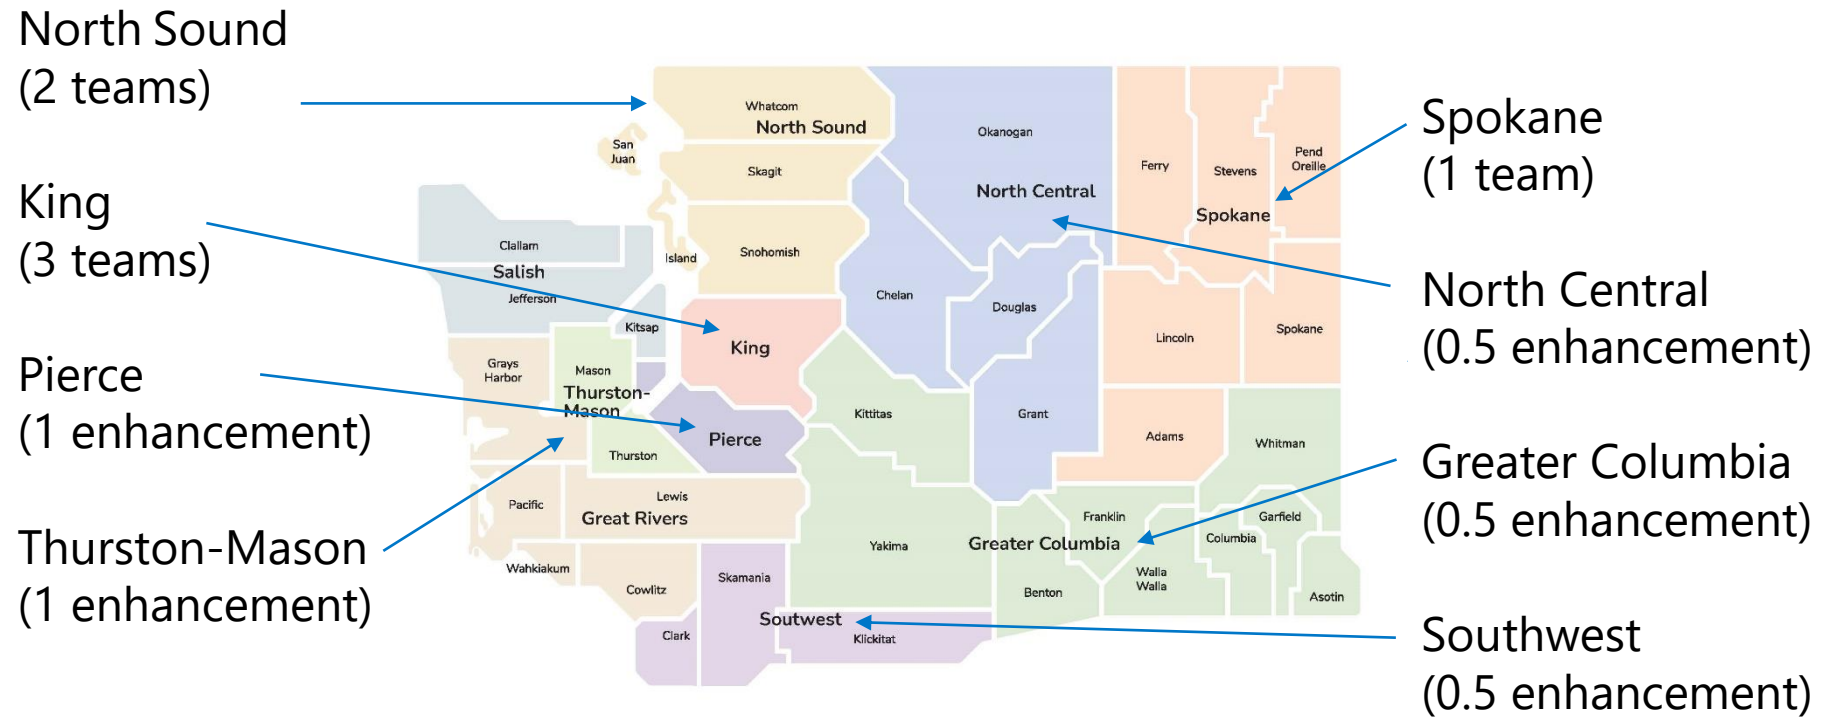 North Sound
(2 teams)
King
(3 teams)
Pierce
(1 enhancement)
Thurston-Mason
(1 enhancement)
Whatcom
North Sound
San
Juan
Skagit
Island
Snohomish
Clallam
Salish
Jefferson
Kitsap
King
Grays
Harbor
Mason
Thurston-
Mason
Thurston
Pierce
Pacific
Lewis
Great Rivers
Wahkiakum
Cowlitz
Skamania
Clark
Soutwest
Klickitat
Okanogan
North Central
Chelan
Douglas
Grant
Kittitas
Yakima
Greater Columbia
Franklin
Benton
Walla
Walla
Columbia
Garfield
Asotin
Whitman
Ferry
Stevens
Pend
Oreille
Spokane
Lincoln
Spokane
Adams
Spokane
(1 team)
North Central
(0.5 enhancement)
Greater Columbia
(0.5 enhancement)
Southwest
(0.5 enhancement)